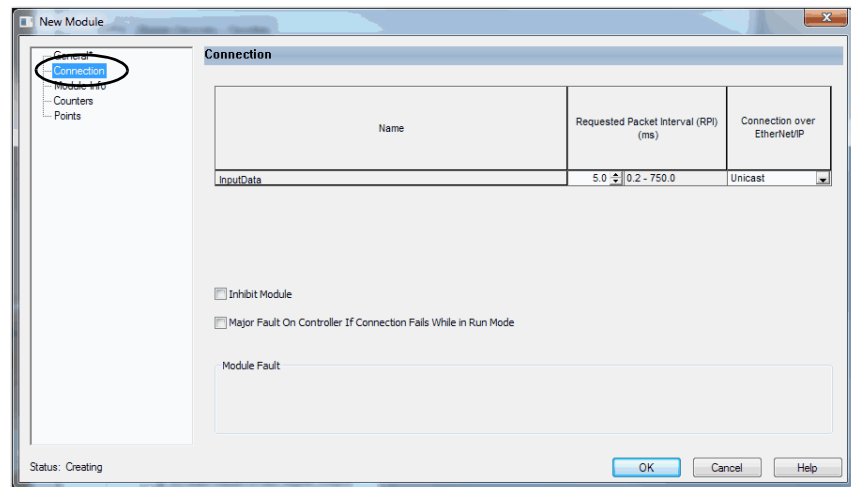 New Module
General*
Connection
Module Info
Counters
Points
Connection
Name
Requested Packet Interval (RPI)
(ms)
Connection over
EtherNet/IP
InputData
5.0
0.2 - 750.0
Unicast
Inhibit Module
Major Fault On Controller If Connection Fails While in Run Mode
Module Fault
Status: Creating
OK
Cancel
Help